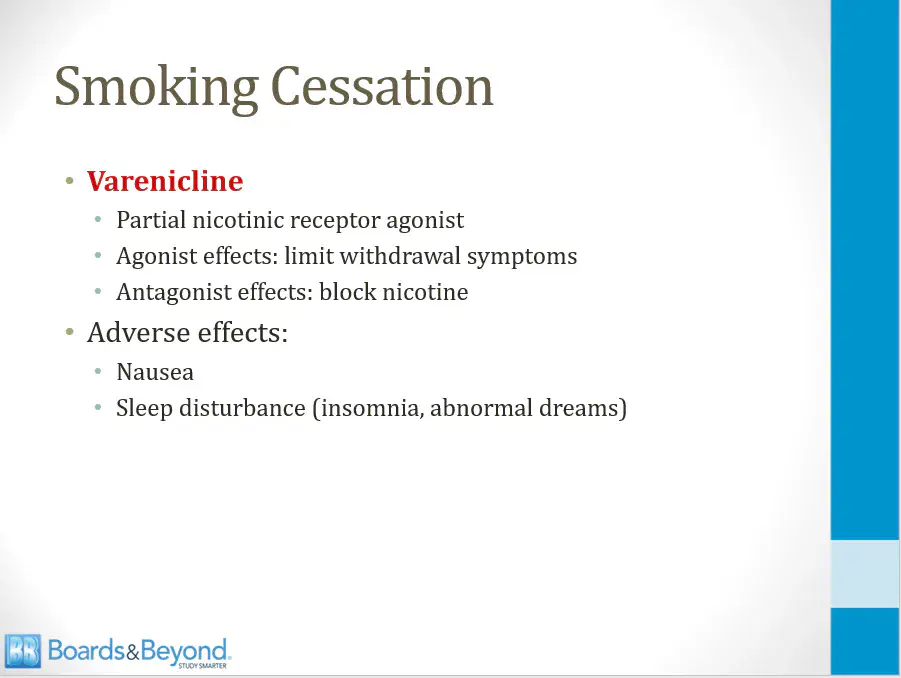 Smoking Cessation
• Varenicline
• Partial nicotinic receptor agonist
• Agonist effects: limit withdrawal symptoms
• Antagonist effects: block nicotine
• Adverse effects:
• Nausea
• Sleep disturbance (insomnia, abnormal dreams)
BB Boards&Beyond.
STUDY SMARTER